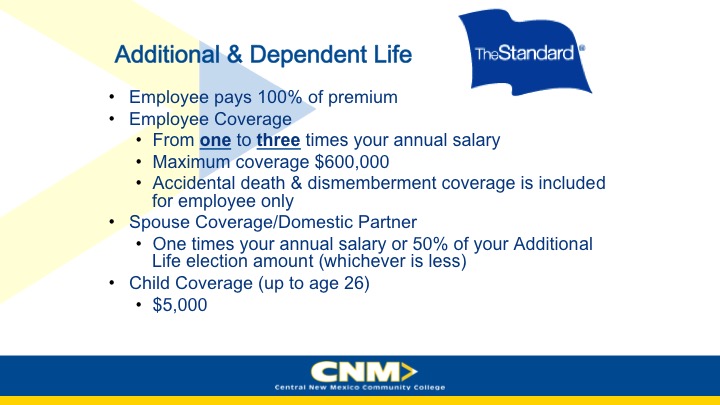 Additional & Dependent Life
TheStandard
• Employee pays 100% of premium
• Employee Coverage
• From one to three times your annual salary
• Maximum coverage $600,000
• Accidental death & dismemberment coverage is included
for employee only
• Spouse Coverage/Domestic Partner
• One times your annual salary or 50% of your Additional
Life election amount (whichever is less)
• Child Coverage (up to age 26)
• $5,000
CNM
Central New Mexico Community College